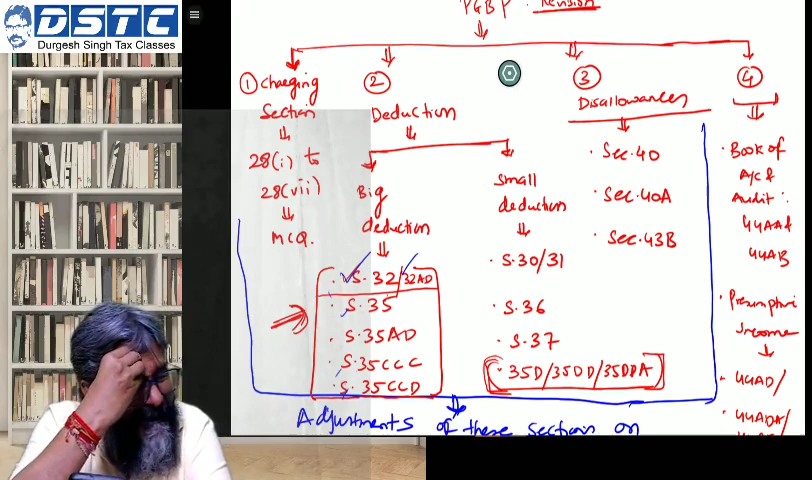 DSTC
Durgesh Singh Tax Classes
PGBP. Revision
① Charging
Section
28(i) to
28(vii)
MCQ.
②
Deduction
Big
deduction
S.32/32AD
S.35
S.35AD
S.35CCC
S.35CCD
Small
deduction
S.30/31
S.36
S.37
35D/35DD/35DDA
③
Disallowances
Sec.40
Sec.40A
Sec.43B
④
Book of
A/c &
Audit
44AA &
44AB
Income
44AD/
44ADA/
Adjustments of these section on